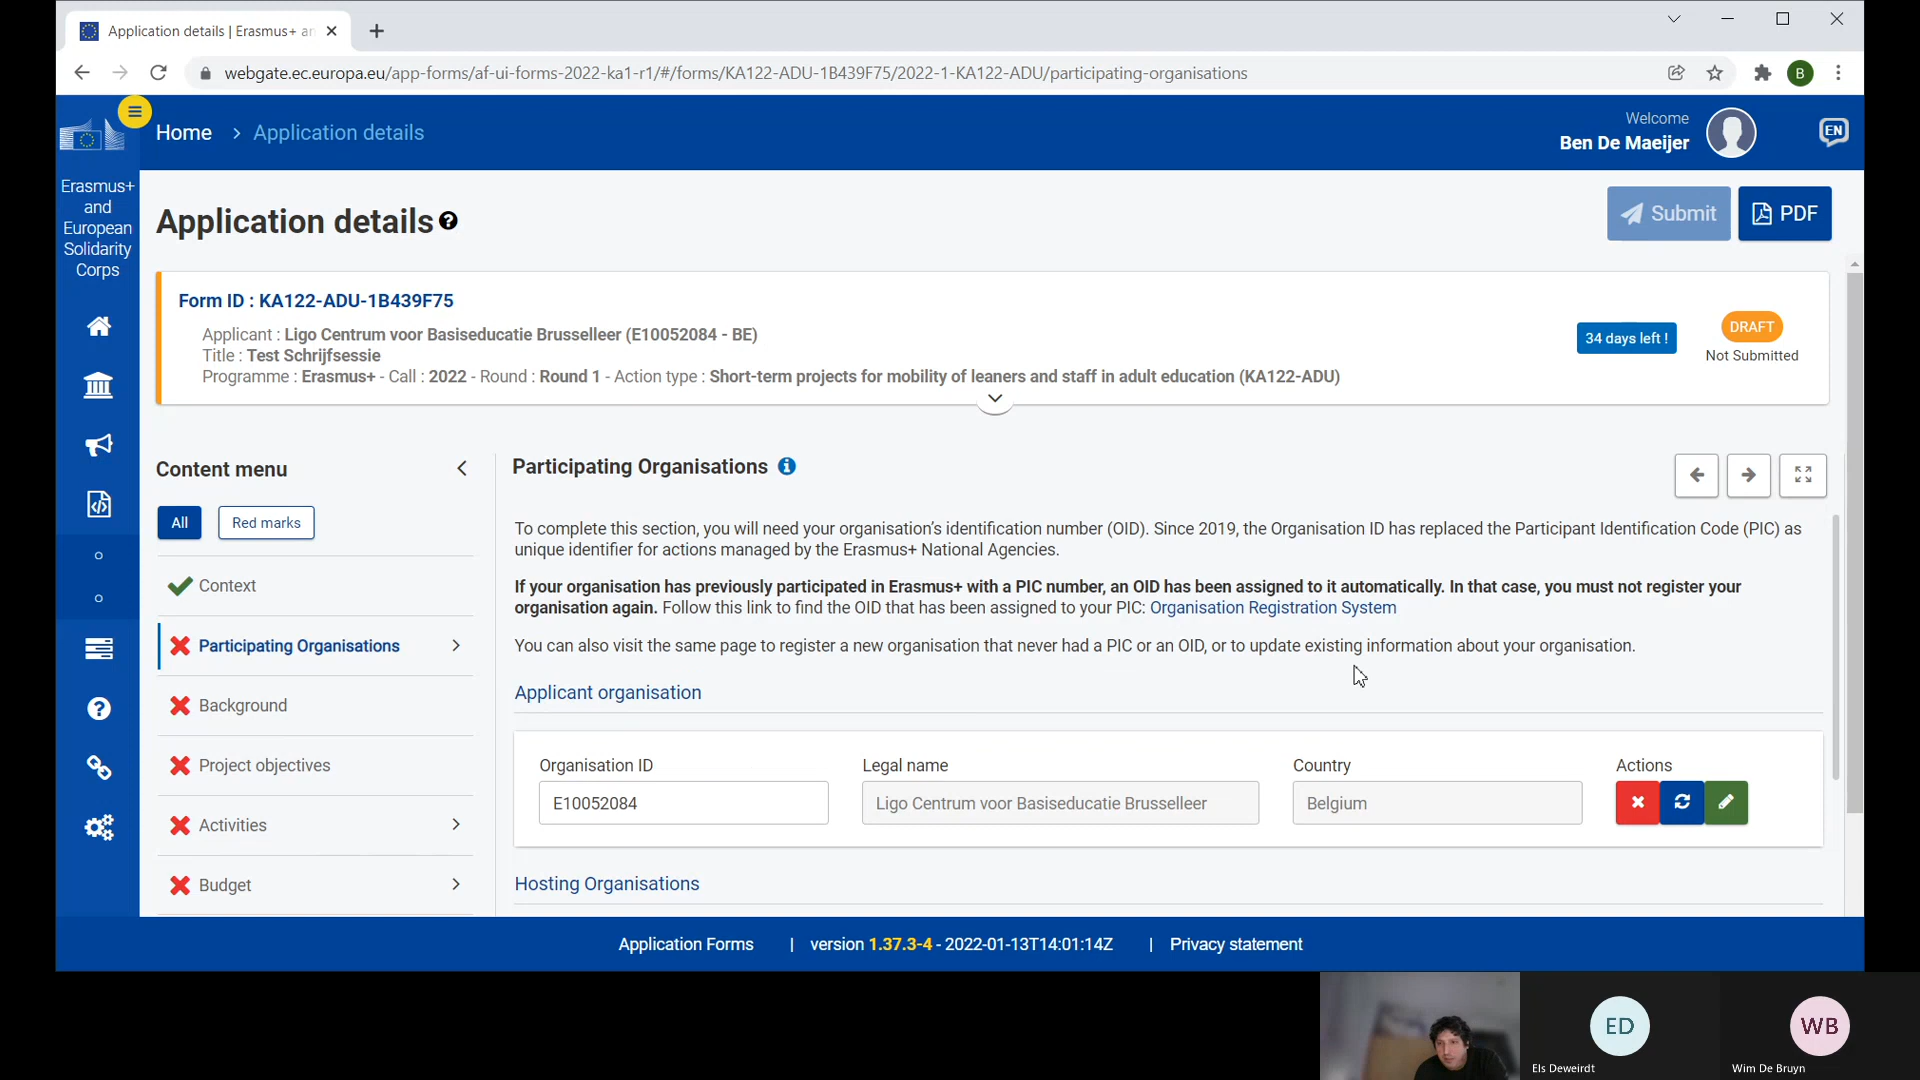 Application details | Erasmus+ ar
webgate.ec.europa.eu/app-forms/af-ui-forms-2022-ka1-r1/#/forms/KA122-ADU-1B439F75/2022-1-KA122-ADU/participating-organisations
B
Home > Application details
Welcome
Ben De Maeijer
EN
Erasmus+
and
European
Solidarity
Corps
Application details
Submit
PDF
Form ID : KA122-ADU-1B439F75
Applicant : Ligo Centrum voor Basiseducatie Brusselleer (E10052084 - BE)
Title : Test Schrijfsessie
Programme : Erasmus+ - Call : 2022 - Round : Round 1 - Action type : Short-term projects for mobility of leaners and staff in adult education (KA122-ADU)
34 days left !
DRAFT
Not Submitted
Content menu
All
Red marks
Context
Participating Organisations
Background
Project objectives
Activities
Budget
Participating Organisations
To complete this section, you will need your organisation's identification number (OID). Since 2019, the Organisation ID has replaced the Participant Identification Code (PIC) as
unique identifier for actions managed by the Erasmus+ National Agencies.
If your organisation has previously participated in Erasmus+ with a PIC number, an OID has been assigned to it automatically. In that case, you must not register your
organisation again. Follow this link to find the OID that has been assigned to your PIC: Organisation Registration System
You can also visit the same page to register a new organisation that never had a PIC or an OID, or to update existing information about your organisation.
Applicant organisation
Organisation ID
Legal name
Country
Actions
E10052084
Ligo Centrum voor Basiseducatie Brusselleer
Belgium
Hosting Organisations
Application Forms | version 1.37.3-4 - 2022-01-13T14:01:14Z | Privacy statement
ED
WB
Els Deweirdt
Wim De Bruyn